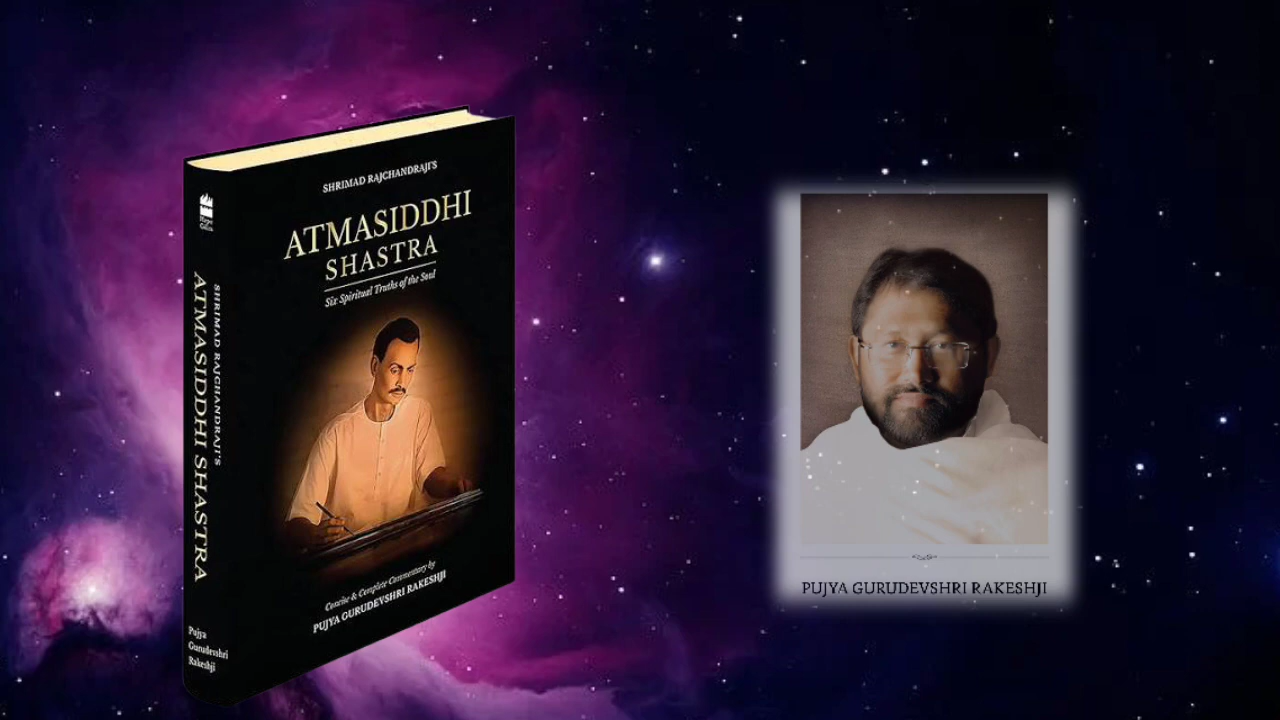 SHRIMAD RAJCHANDRAJI'S
ATMASIDDHI
SHASTRA
Six Spiritual Truths of the Soul
Concise & Complete Commentary by
PUJYA GURUDEVSHRI RAKESHJI
SHRIMAD RAJCHANDRAJI'S
ATMASIDDHI SHASTRA
Pujya
Gurudevshri
Rakeshji
PUJYA GURUDEVSHRI RAKESHJI